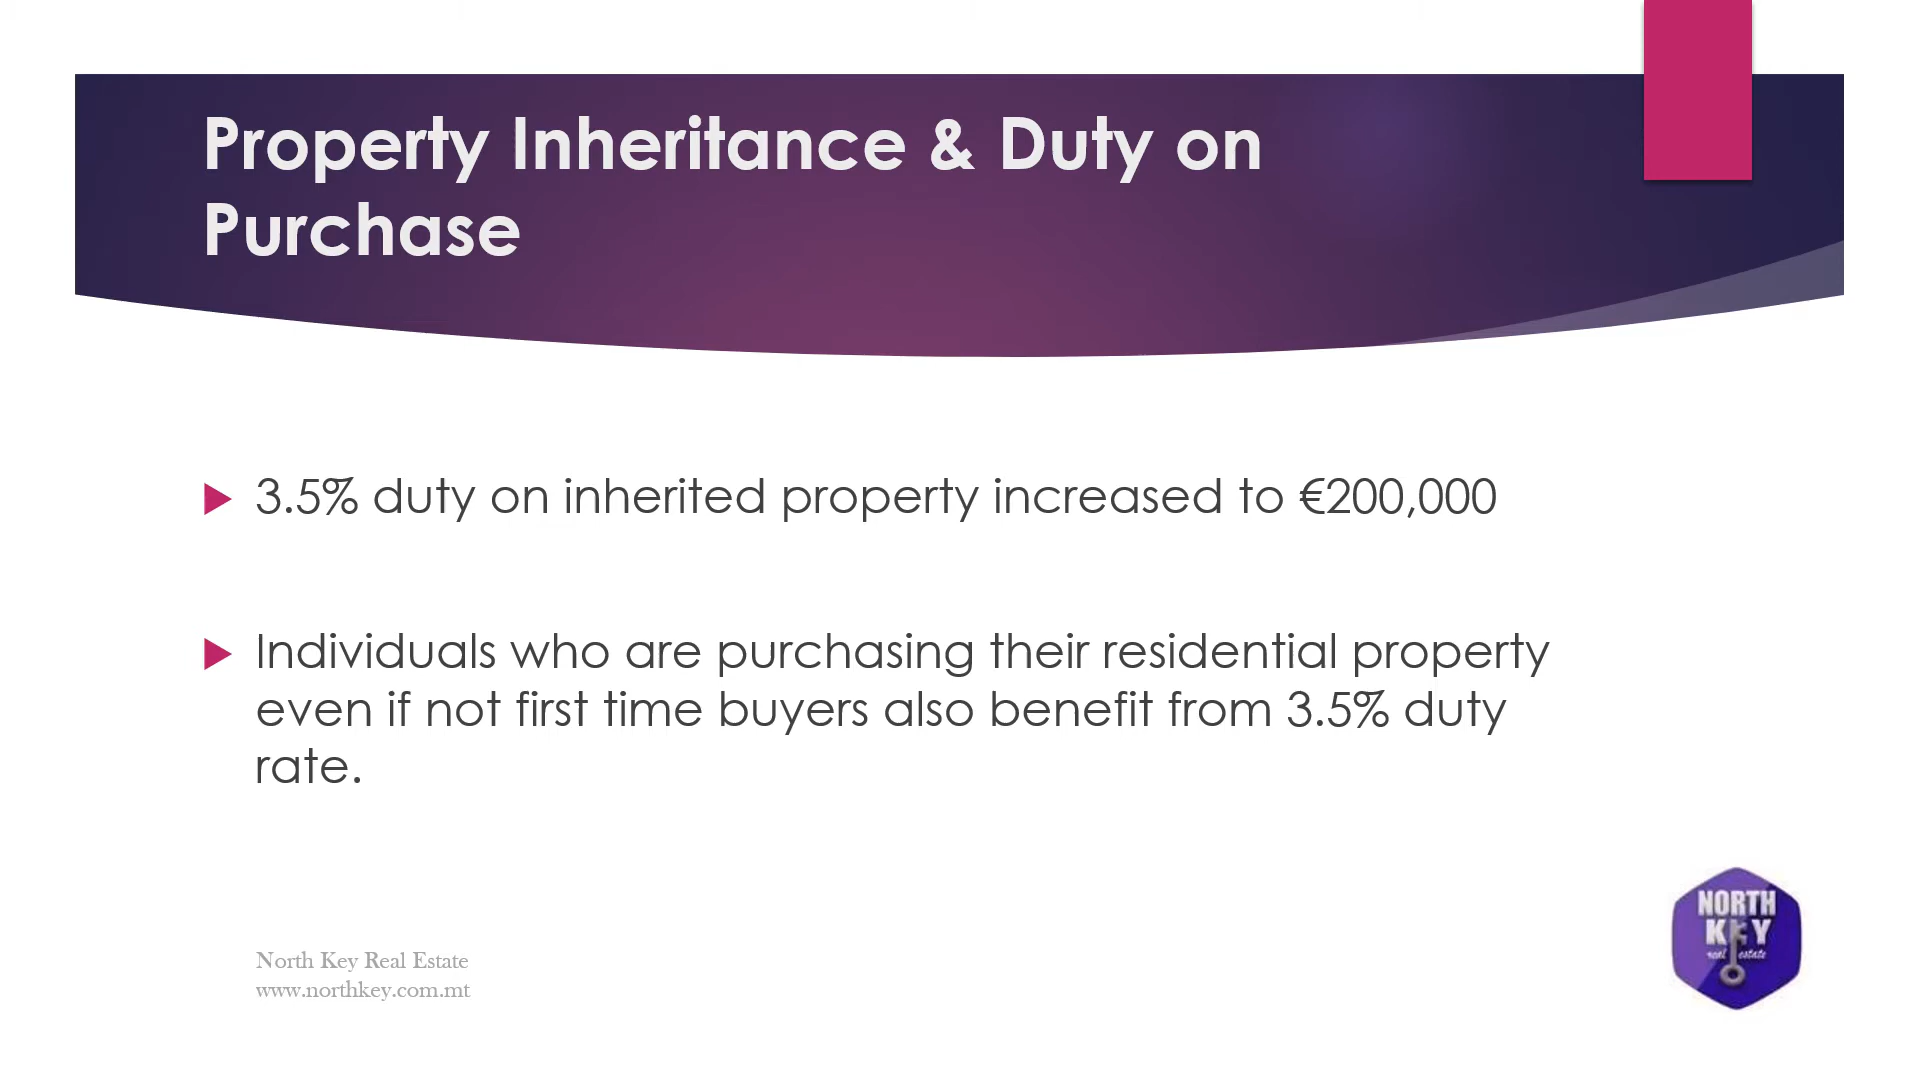 Property Inheritance & Duty on
Purchase
3.5% duty on inherited property increased to €200,000
Individuals who are purchasing their residential property
even if not first time buyers also benefit from 3.5% duty
rate.
North Key Real Estate
www.northkey.com.mt
NORTH
KEY
real estate